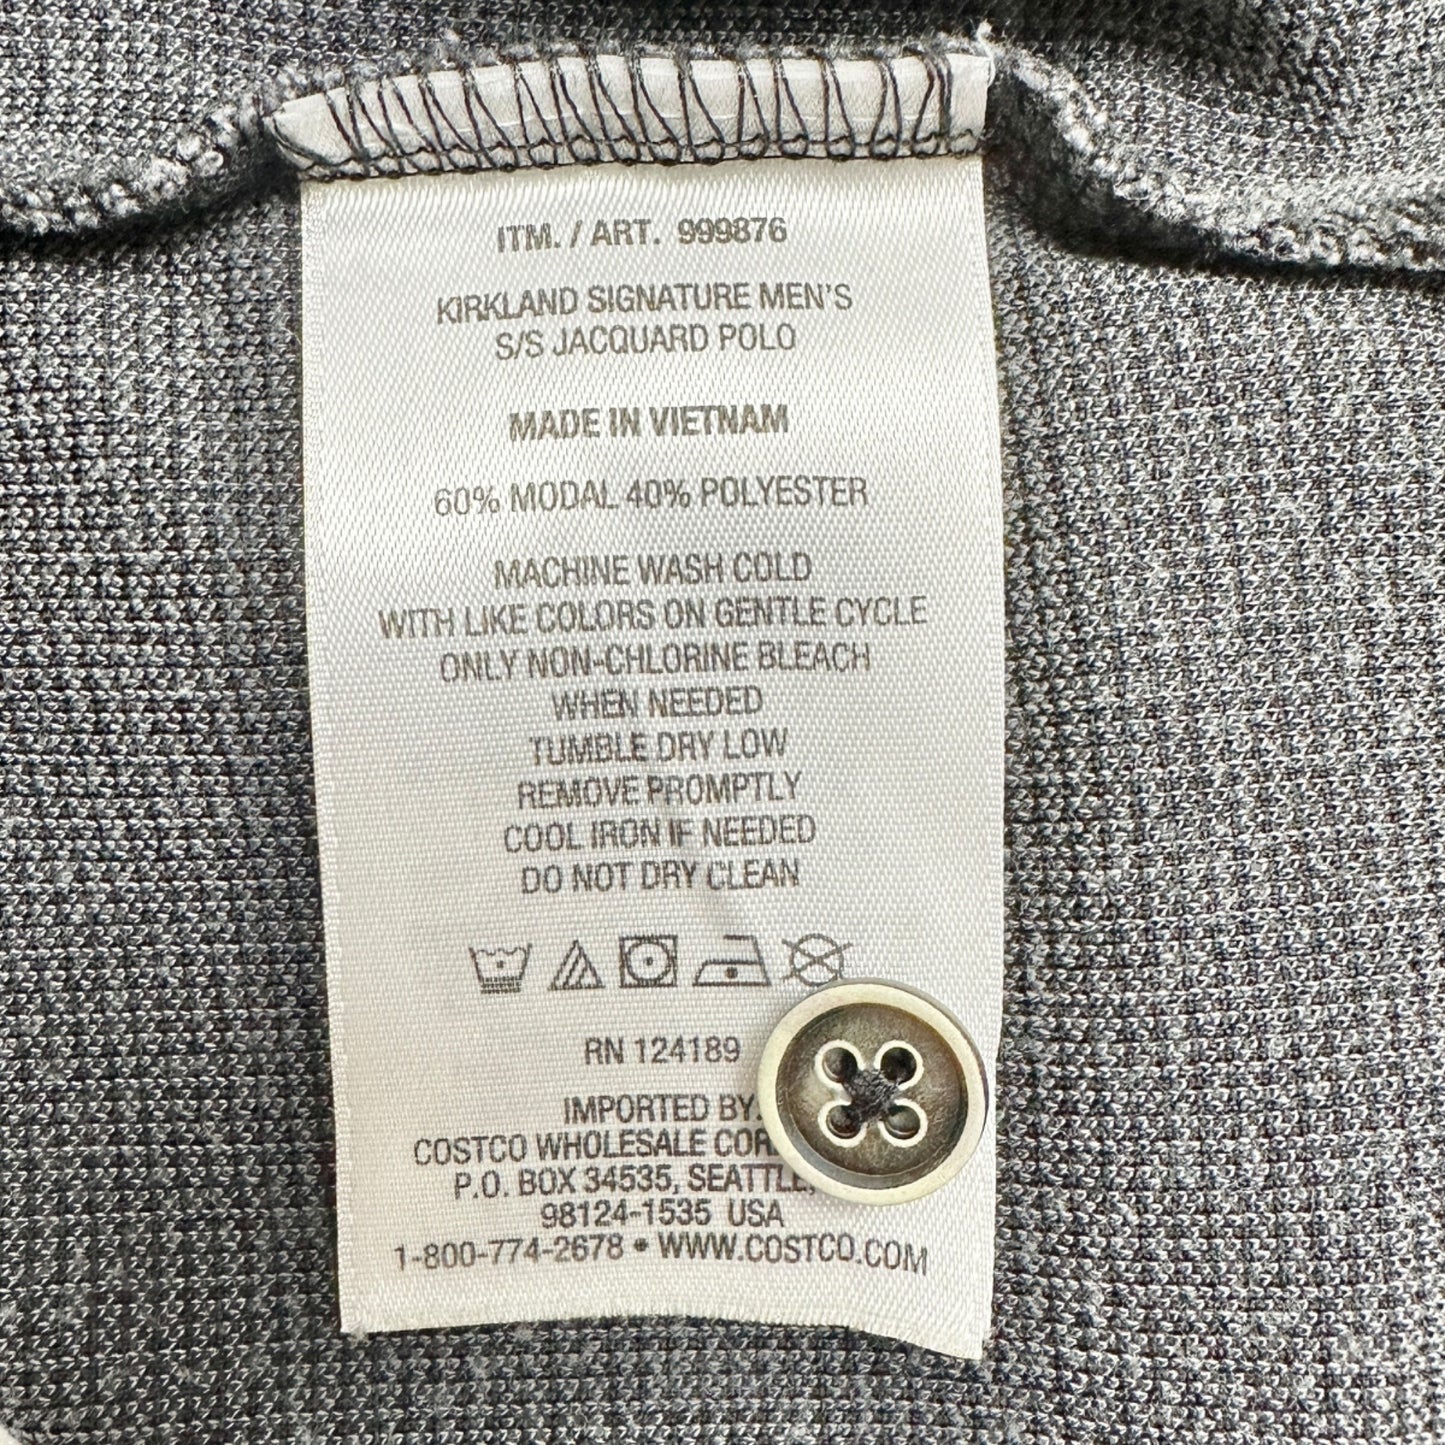 ITM. / ART. 999876
KIRKLAND SIGNATURE MEN'S
S/S JACQUARD POLO
MADE IN VIETNAM
60% MODAL 40% POLYESTER
MACHINE WASH COLD
WITH LIKE COLORS ON GENTLE CYCLE
ONLY NON-CHLORINE BLEACH
WHEN NEEDED
TUMBLE DRY LOW
REMOVE PROMPTLY
COOL IRON IF NEEDED
DO NOT DRY CLEAN
RN 124189
IMPORTED BY:
COSTCO WHOLESALE
P.O. BOX 34535, SEATTLE,
98124-1535 USA
1-800-774-2678 • WWW.COSTCO.COM